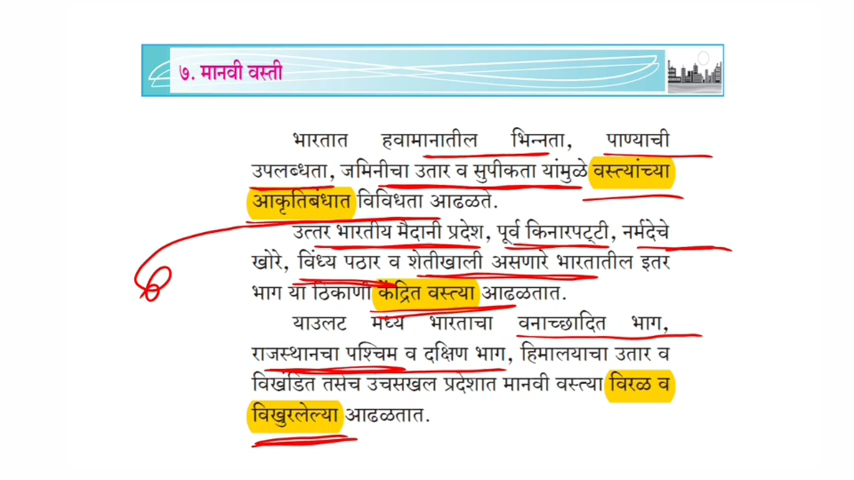 ७. मानवी वस्ती
भारतात हवामानातील भिन्नता, पाण्याची
उपलब्धता, जमिनीचा उतार व सुपीकता यांमुळे वस्त्यांच्या
आकृतिबंधात विविधता आढळते.
उत्तर भारतीय मैदानी प्रदेश, पूर्व किनारपट्टी, नर्मदेचे
खोरे, विंध्य पठार व शेतीखाली असणारे भारतातील इतर
भाग या ठिकाणी केंद्रित वस्त्या आढळतात.
याउलट मध्य भारताचा वनाच्छादित भाग,
राजस्थानचा पश्चिम व दक्षिण भाग, हिमालयाचा उतार व
विखंडित तसेच उंचसखल प्रदेशात मानवी वस्त्या विरळ व
विखुरलेल्या आढळतात.